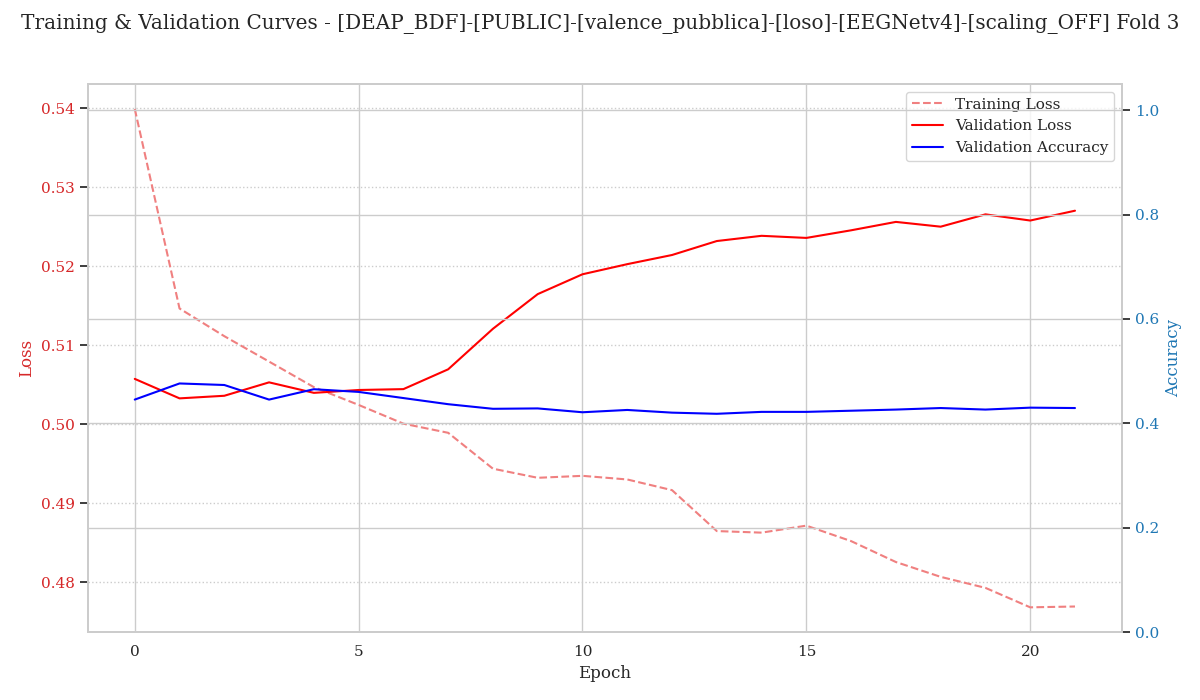 Training & Validation Curves - [DEAP_BDF]-[PUBLIC]-[valence_pubblica]-[loso]-[EEGNetv4]-[scaling_OFF] Fold 3
Training Loss
Validation Loss
Validation Accuracy
0.54
0.53
0.52
0.51
0.50
0.49
0.48
Loss
1.0
0.8
0.6
0.4
0.2
0.0
Accuracy
0
5
10
15
20
Epoch